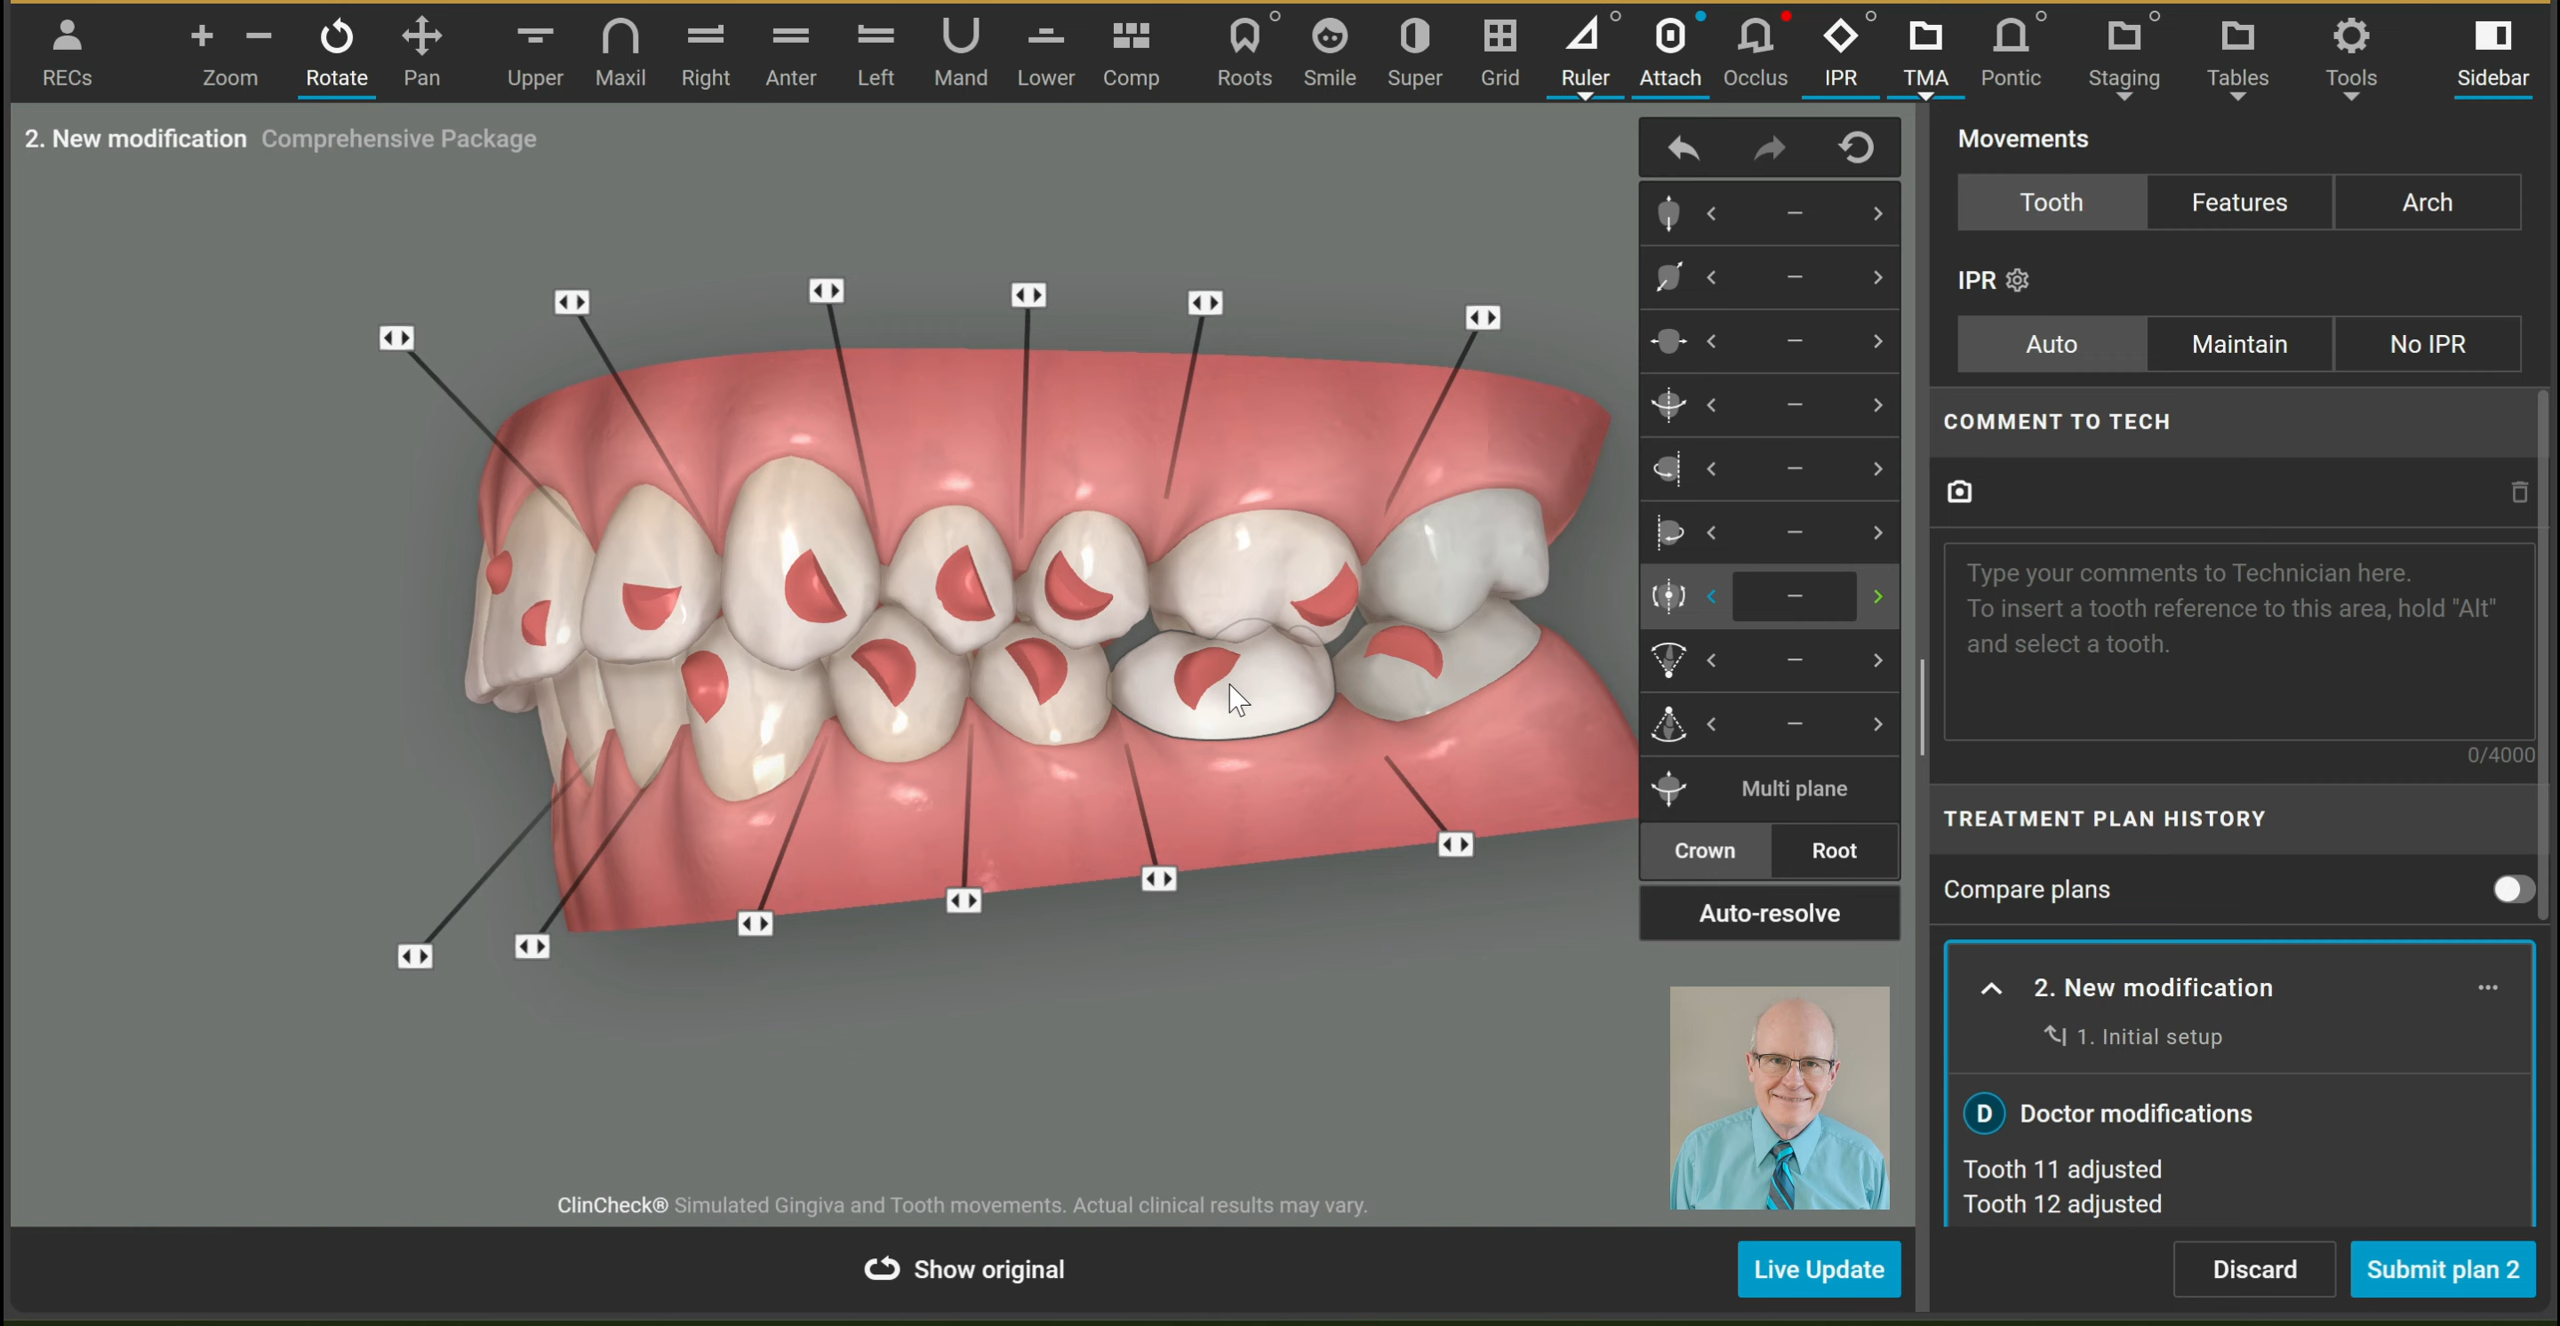 RECs
Zoom
Rotate
Pan
Upper
Maxil
Right
Anter
Left
Mand
Lower
Comp
Roots
Smile
Super
Grid
Ruler
Attach
Occlus
IPR
TMA
Pontic
Staging
Tables
Tools
Sidebar
2. New modification Comprehensive Package
Multi plane
Crown
Root
Auto-resolve
ClinCheck® Simulated Gingiva and Tooth movements. Actual clinical results may vary.
Show original
Live Update
Movements
Tooth
Features
Arch
IPR
Auto
Maintain
No IPR
COMMENT TO TECH
Type your comments to Technician here.
To insert a tooth reference to this area, hold "Alt"
and select a tooth.
0/4000
TREATMENT PLAN HISTORY
Compare plans
2. New modification
1. Initial setup
D Doctor modifications
Tooth 11 adjusted
Tooth 12 adjusted
Discard
Submit plan 2